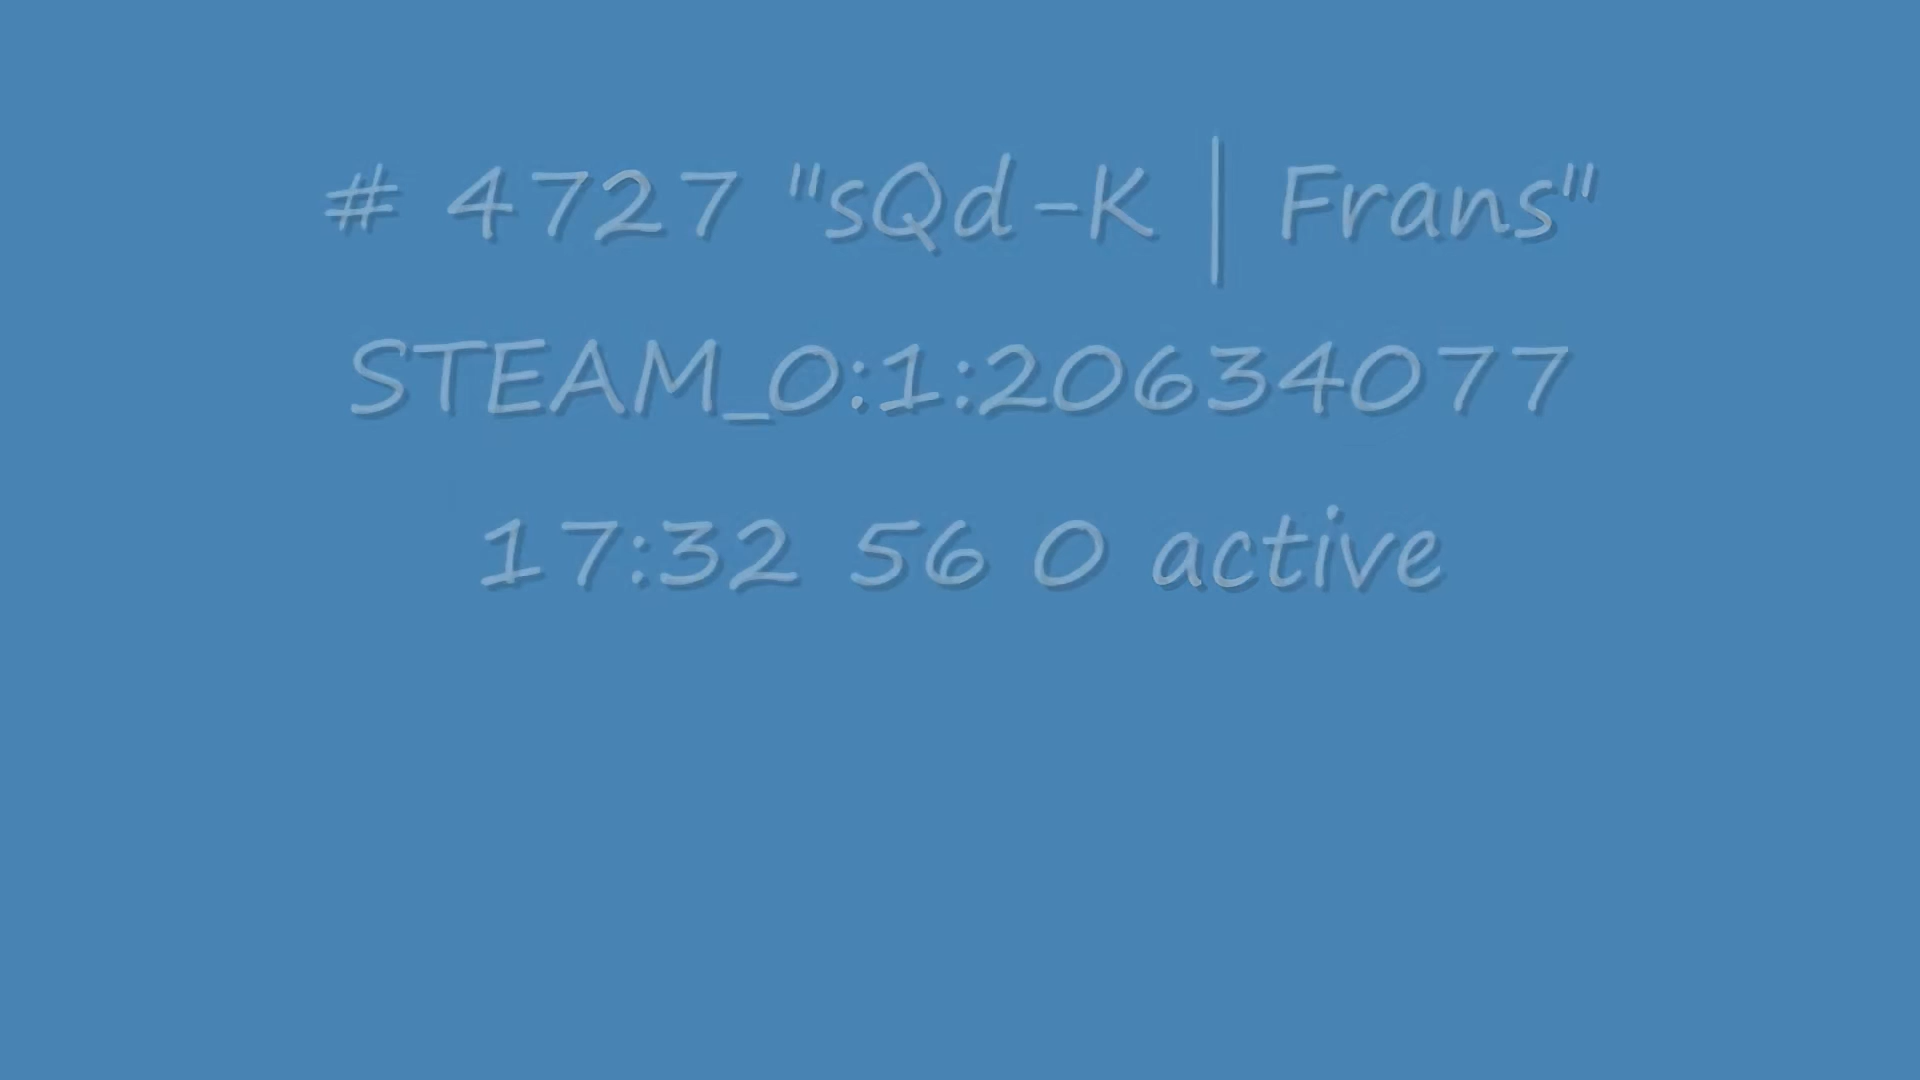 # 4727 "sQd-K | Frans"
STEAM_0:1:20634077
17:32 56 0 active